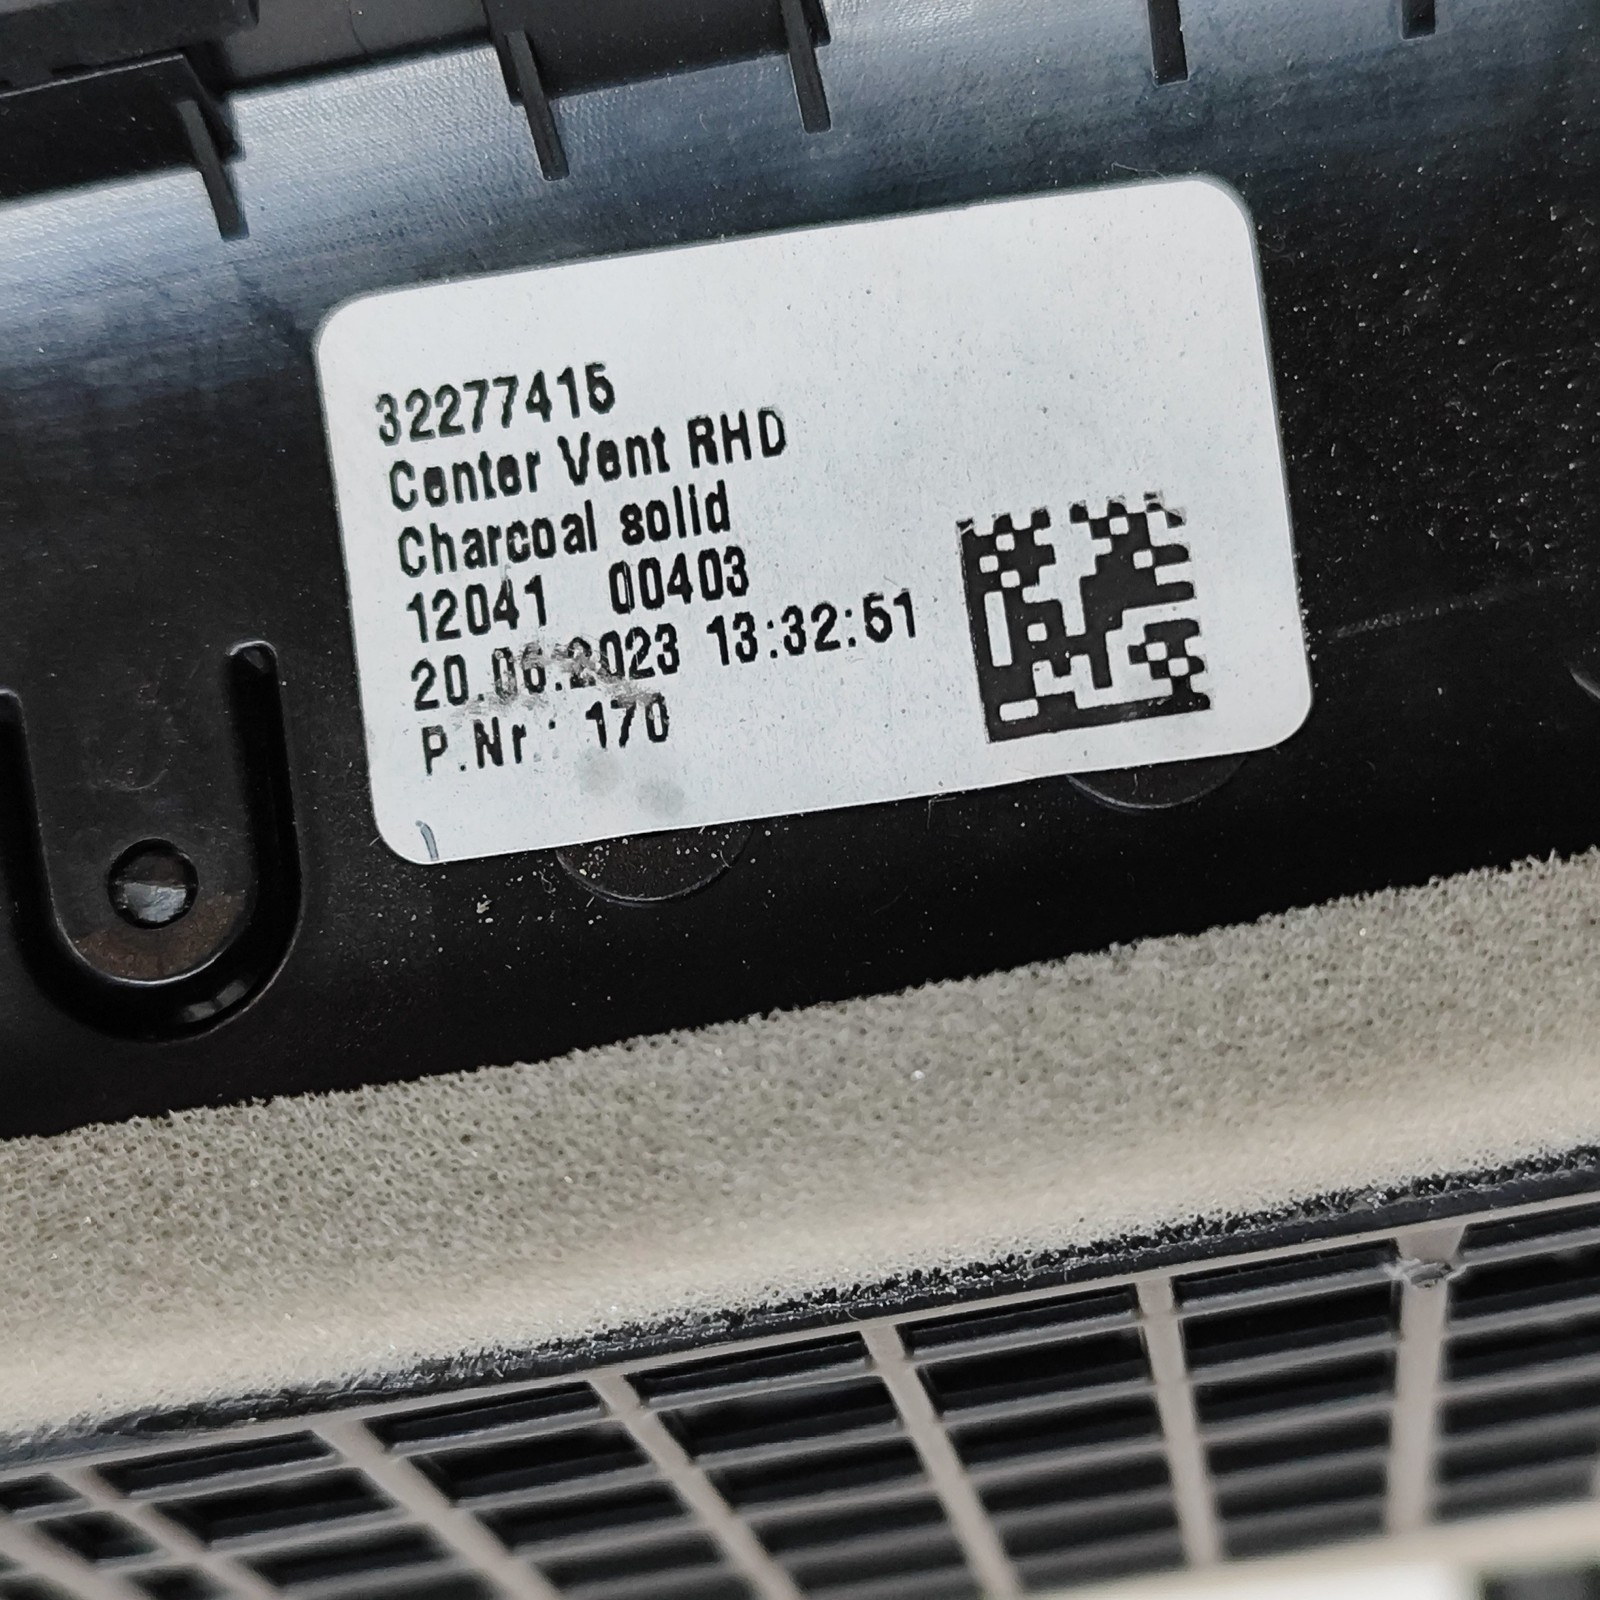 32277415
Center Vent RHD
Charcoal solid
12041 00403
20.06.2023 13:32:51
P.Nr.: 170